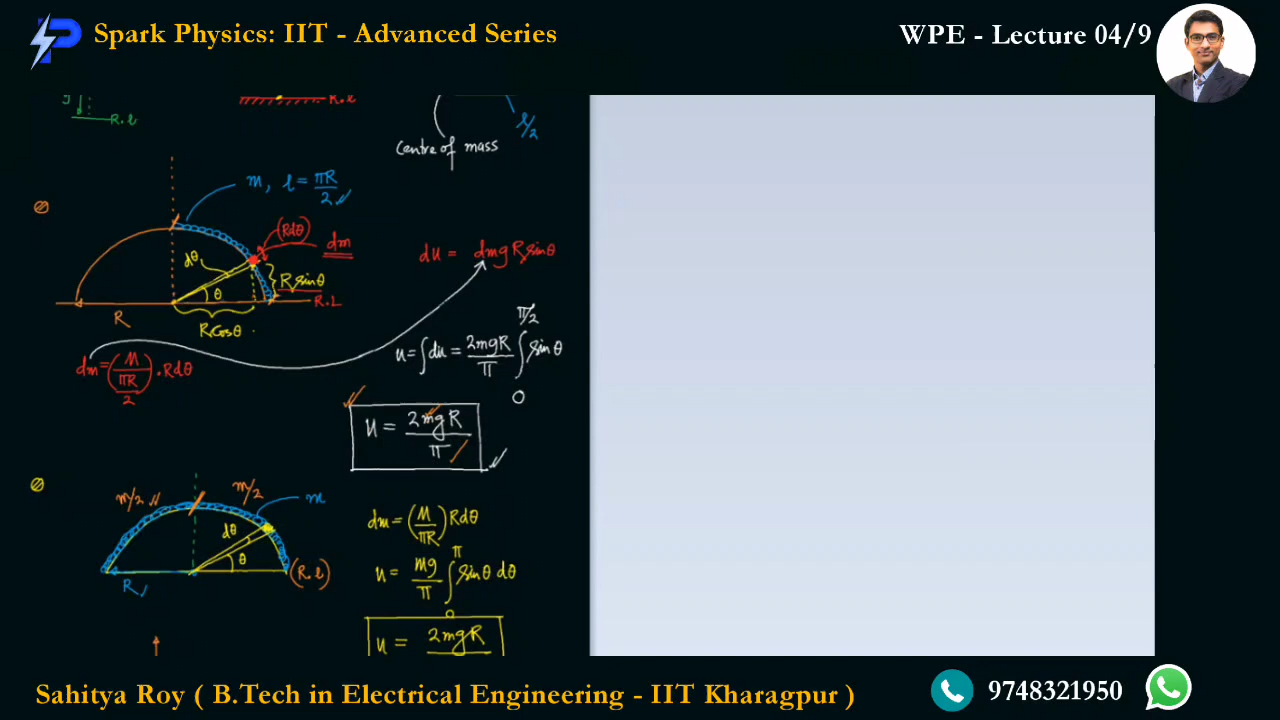 Spark Physics: IIT - Advanced Series
WPE - Lecture 04/9
R.l
R.l
l/2
Centre of mass
m, l = πR/2
(Rdθ)
dm
dθ
R sinθ
θ
R.L
R
R Cosθ
dm = (M/(πR/2)) . Rdθ
du = dmg R sinθ
u = ∫du = 2mgR/π ∫₀^(π/2) sinθ
u = 2mgR/π
m/2
m/2
m
dθ
θ
R
(R.l)
dm = (M/πR) Rdθ
u = mg/π ∫₀^π sinθ dθ
u = 2mgR
Sahitya Roy ( B.Tech in Electrical Engineering - IIT Kharagpur )
9748321950